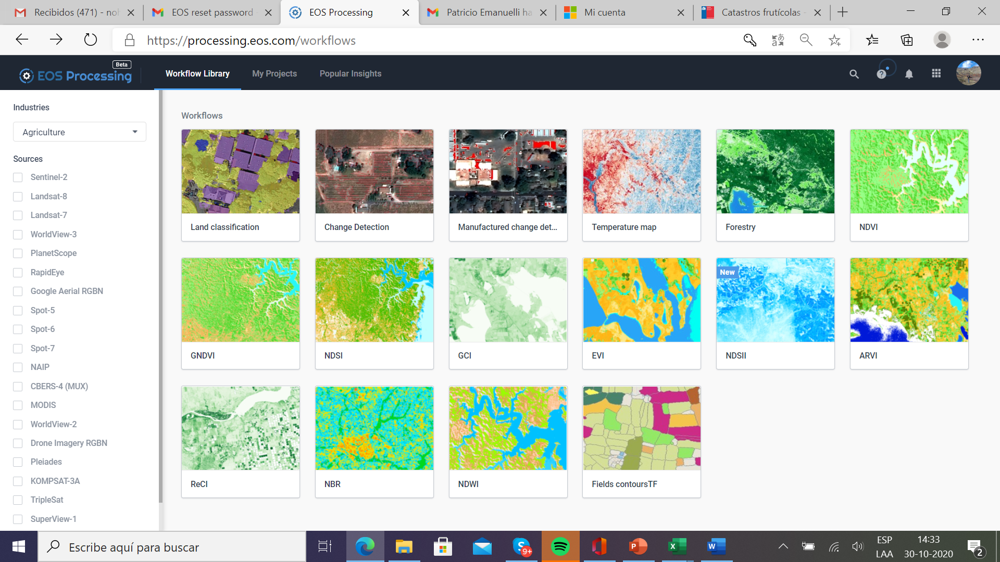 Recibidos (471) - noh
EOS reset password -
EOS Processing
Patricio Emanuelli ha
Mi cuenta
Catastros frutícolas -
https://processing.eos.com/workflows
EOS Processing
Beta
Workflow Library
My Projects
Popular Insights
Industries
Agriculture
Sources
Sentinel-2
Landsat-8
Landsat-7
WorldView-3
PlanetScope
RapidEye
Google Aerial RGBN
Spot-5
Spot-6
Spot-7
NAIP
CBERS-4 (MUX)
MODIS
WorldView-2
Drone Imagery RGBN
Pleiades
KOMPSAT-3A
TripleSat
SuperView-1
Workflows
Land classification
Change Detection
Manufactured change det...
Temperature map
Forestry
NDVI
GNDVI
NDSI
GCI
EVI
New
NDSII
ARVI
ReCI
NBR
NDWI
Fields contoursTF
Escribe aquí para buscar
9+
ESP
LAA
14:33
30-10-2020
2